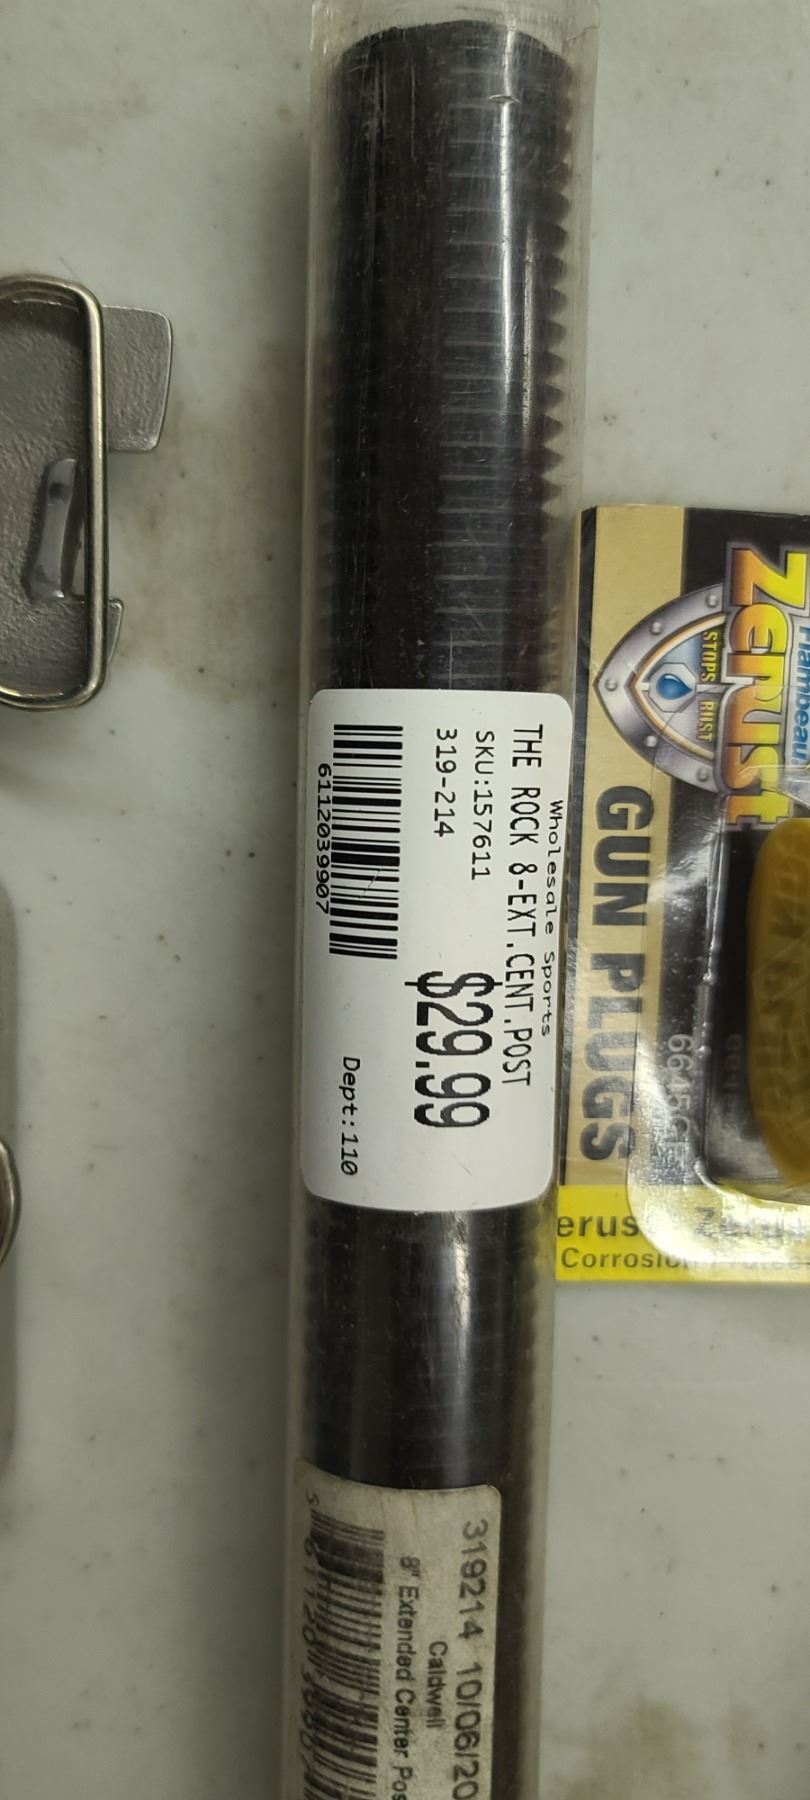 Wholesale Sports
THE ROCK 8-EXT.CENT.POST
SKU:157611
319-214
$29.99
6112039907
Dept:110
319214 10/06/20
Caldwell
8" Extended Center Pos
Flambeau
Zerust
STOPS RUST
GUN PLUGS
erus
Corrosion